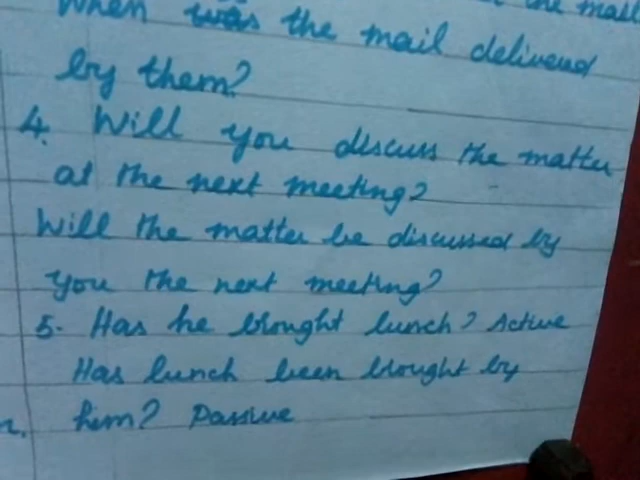 the mail
When was the mail delivered
by them?
4. Will you discuss the matter
at the next meeting?
Will the matter be discussed by
you the next meeting?
5. Has he brought lunch? Active
Has lunch been brought by
him? Passive